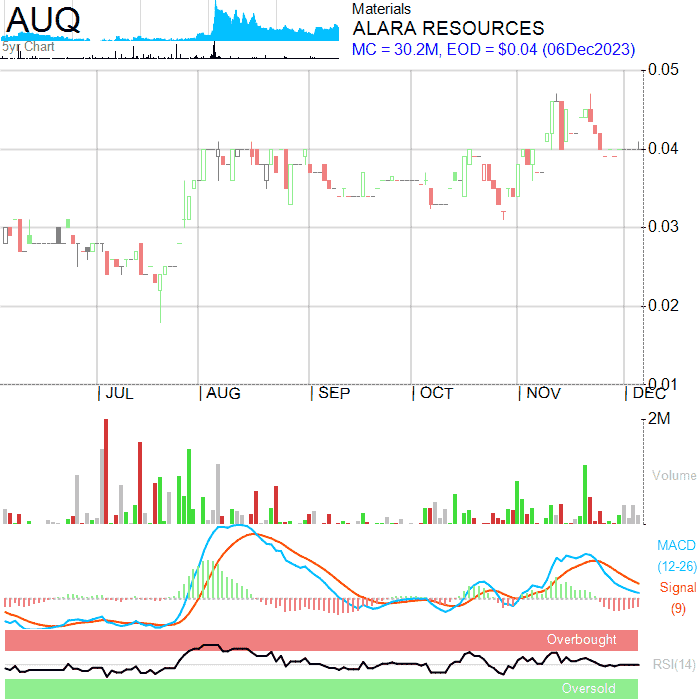 AUQ
5yr Chart
Materials
ALARA RESOURCES
MC = 30.2M, EOD = $0.04 (06Dec2023)
0.05
0.04
0.03
0.02
0.01
JUL AUG SEP OCT NOV DEC
2M
Volume
MACD
(12-26)
Signal
(9)
Overbought
RSI(14)
Oversold